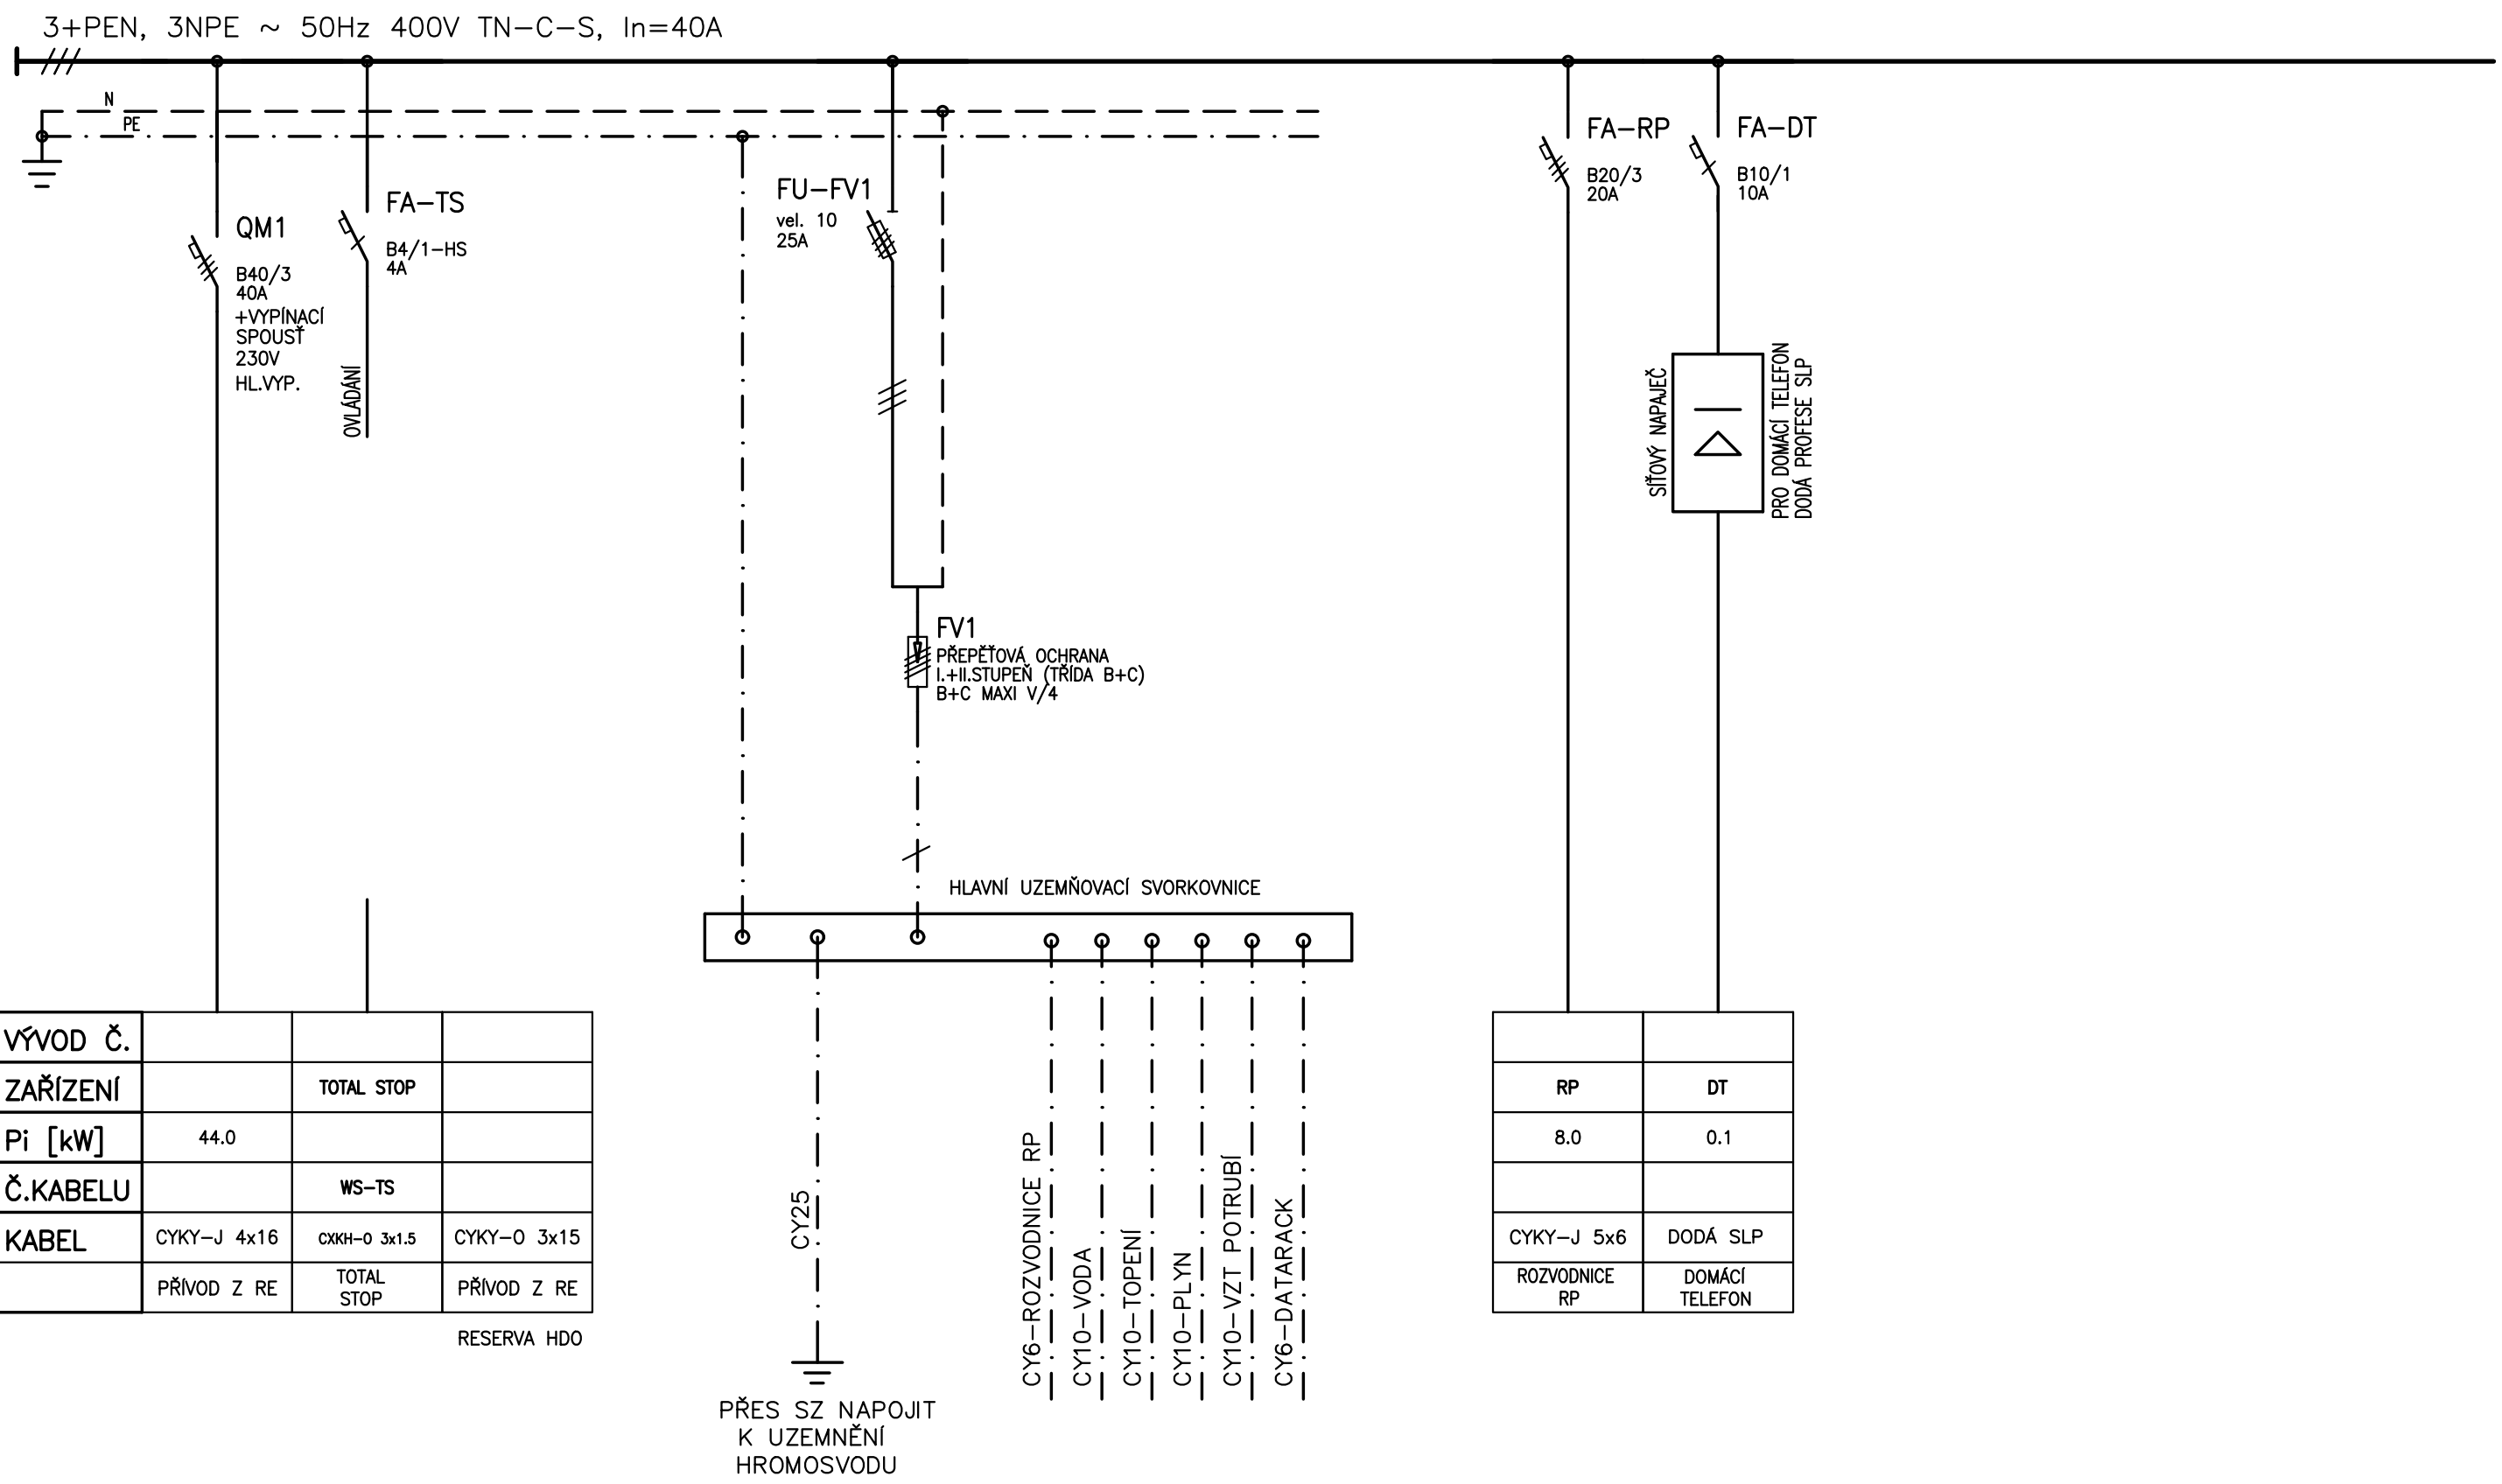 3+PEN, 3NPE ~ 50Hz 400V TN-C-S, In=40A
N
PE
QM1
B40/3
40A
+VYPÍNACÍ
SPOUSŤ
230V
HL.VYP.
FA-TS
B4/1-HS
4A
OVLÁDÁNÍ
FU-FV1
vel. 10
25A
FV1
PŘEPĚŤOVÁ OCHRANA
I.+II.STUPEŇ (TŘÍDA B+C)
B+C MAXI V/4
FA-RP
B20/3
20A
FA-DT
B10/1
10A
SÍŤOVÝ NAPAJEČ
PRO DOMÁCÍ TELEFON
DODÁ PROFESE SLP
HLAVNÍ UZEMŇOVACÍ SVORKOVNICE
CY25
PŘES SZ NAPOJIT
K UZEMNĚNÍ
HROMOSVODU
CY6-ROZVODNICE RP
CY10-VODA
CY10-TOPENÍ
CY10-PLYN
CY10-VZT POTRUBÍ
CY6-DATARACK
VÝVOD Č.
ZAŘÍZENÍ TOTAL STOP RP DT
Pi [kW] 44.0 8.0 0.1
Č.KABELU WS-TS
KABEL CYKY-J 4x16 CXKH-O 3x1.5 CYKY-O 3x15 CYKY-J 5x6 DODÁ SLP
PŘÍVOD Z RE
TOTAL
STOP
PŘÍVOD Z RE
ROZVODNICE
RP
DOMÁCÍ
TELEFON
RESERVA HDO